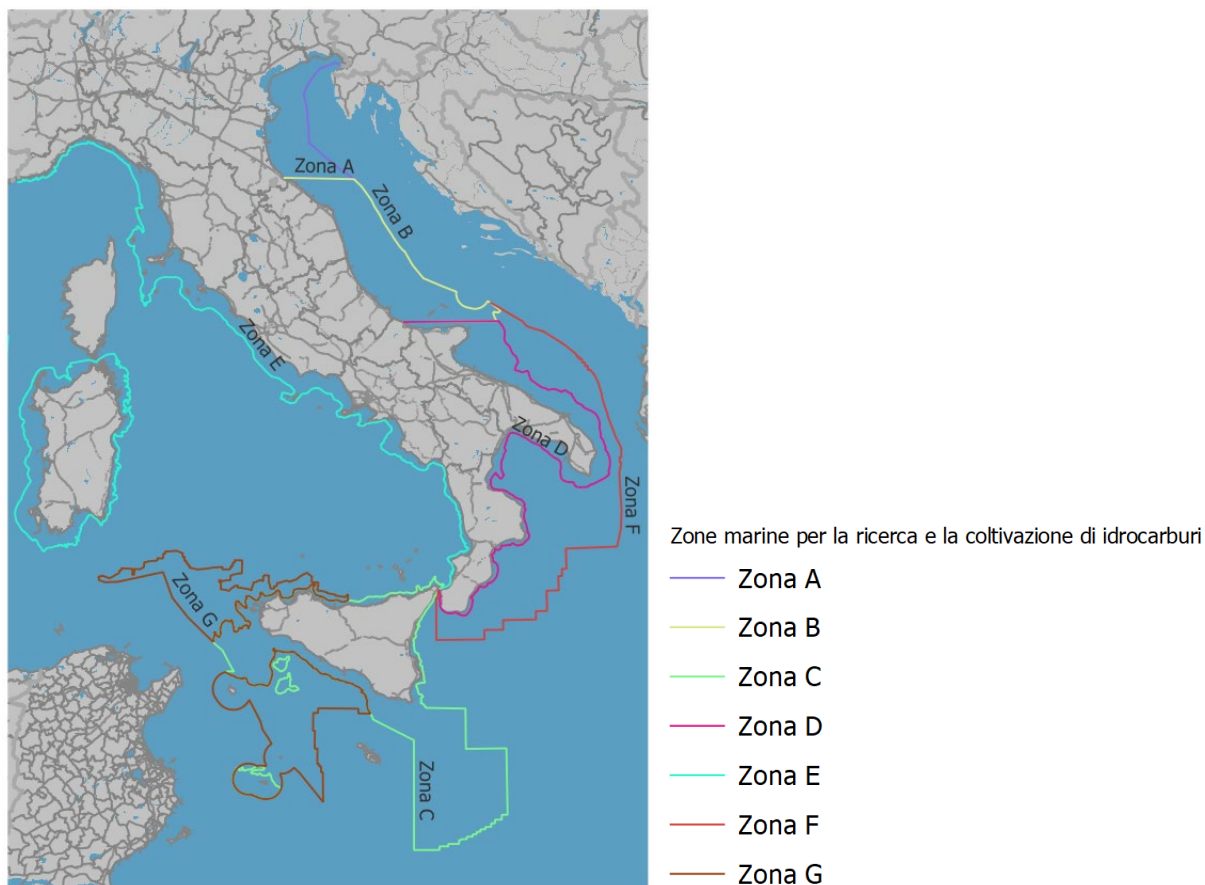 Zona A
Zona B
Zona E
Zona D
Zona F
Zona G
Zona C
Zone marine per la ricerca e la coltivazione di idrocarburi
Zona A
Zona B
Zona C
Zona D
Zona E
Zona F
Zona G